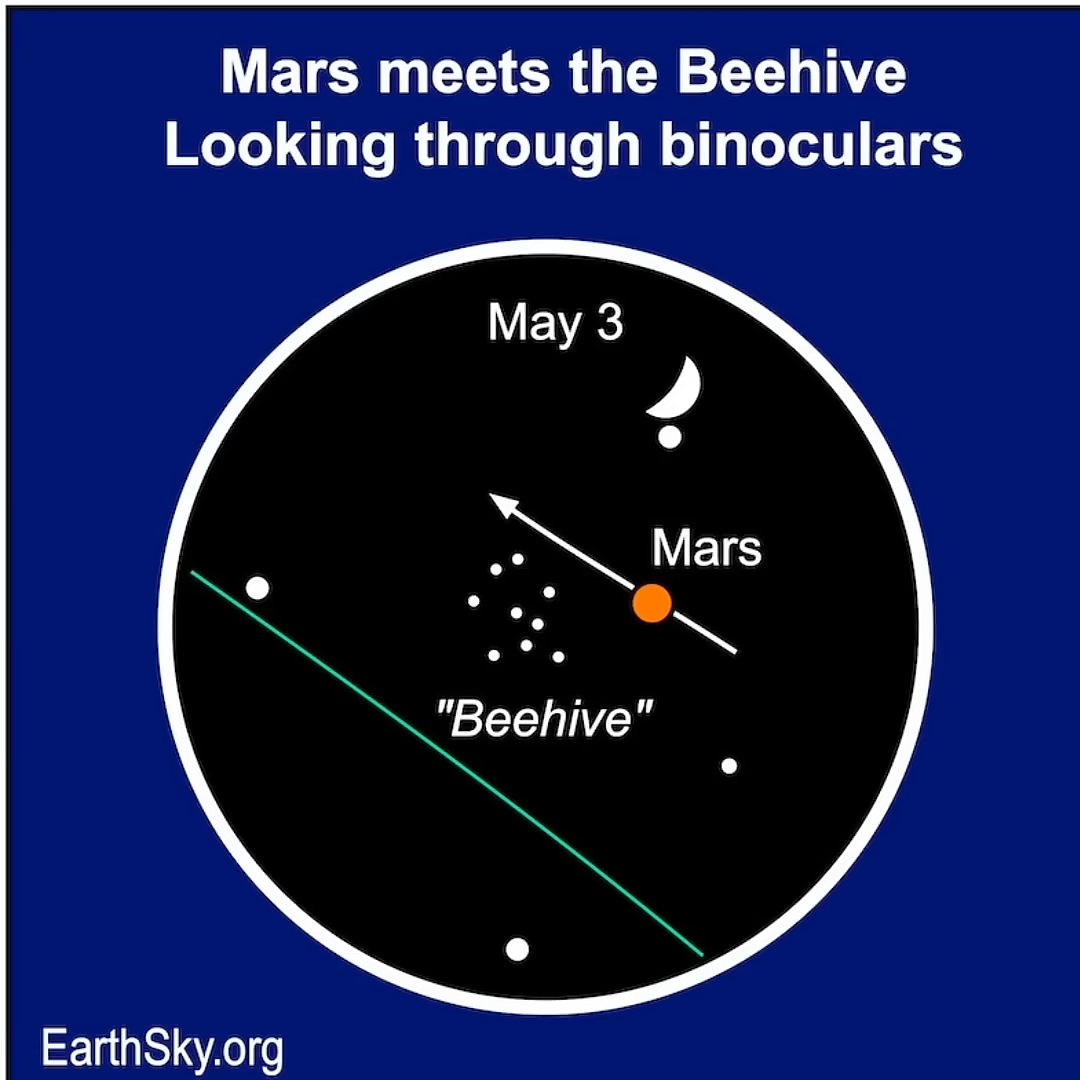 Mars meets the Beehive
Looking through binoculars
May 3
Mars
"Beehive"
EarthSky.org